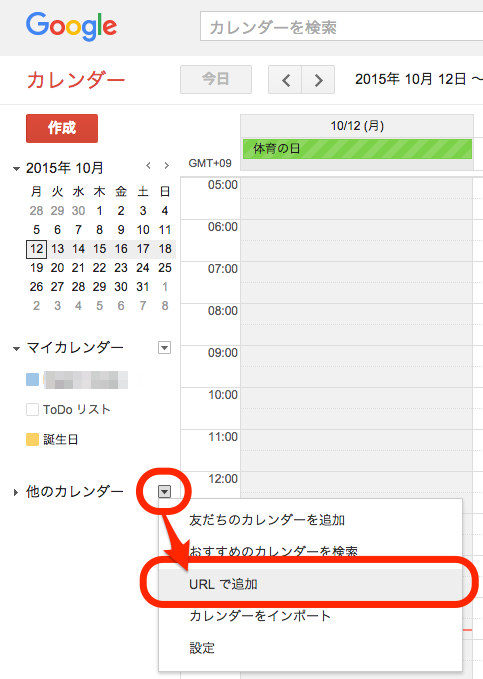 Google
カレンダーを検索
カレンダー
今日
2015年 10月 12日 ~
作成
10/12 (月)
2015年 10月
GMT+09
体育の日
月 火 水 木 金 土 日
28 29 30 1 2 3 4
5 6 7 8 9 10 11
12 13 14 15 16 17 18
19 20 21 22 23 24 25
26 27 28 29 30 31 1
2 3 4 5 6 7 8
05:00
06:00
07:00
08:00
09:00
10:00
11:00
12:00
マイカレンダー
ToDo リスト
誕生日
他のカレンダー
友だちのカレンダーを追加
おすすめのカレンダーを検索
URL で追加
カレンダーをインポート
設定